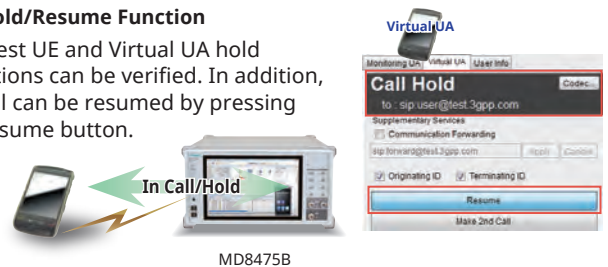 old/Resume Function
est UE and Virtual UA hold
tions can be verified. In addition,
l can be resumed by pressing
sume button.
In Call/Hold
MD8475B
Virtual UA
Monitoring UA Virtual UA User Info
Call Hold Codec...
to : sip:user@test.3gpp.com
Supplementary Services
Communication Forwarding
sip:forward@test.3gpp.com Apply Cancel
Originating ID Terminating ID
Resume
Make 2nd Call